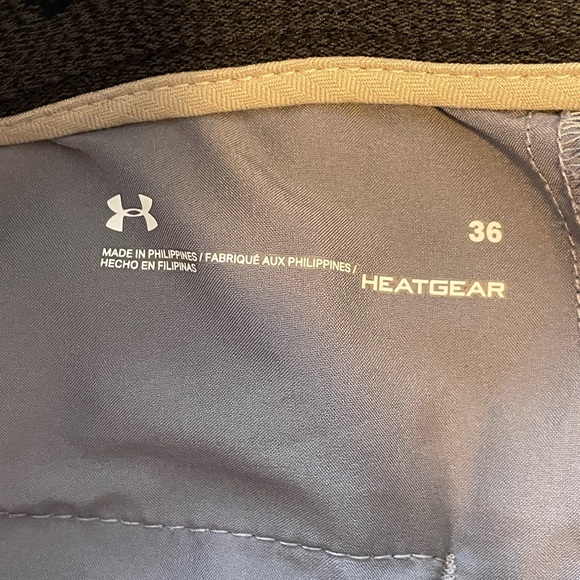 36
MADE IN PHILIPPINES / FABRIQUÉ AUX PHILIPPINES /
HECHO EN FILIPINAS
HEATGEAR